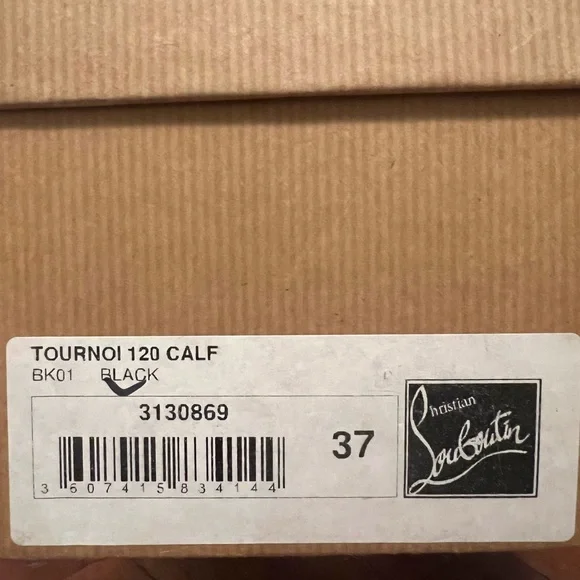 TOURNOI 120 CALF
BK01 BLACK
3130869
37
3 607415 834144
Christian
Louboutin